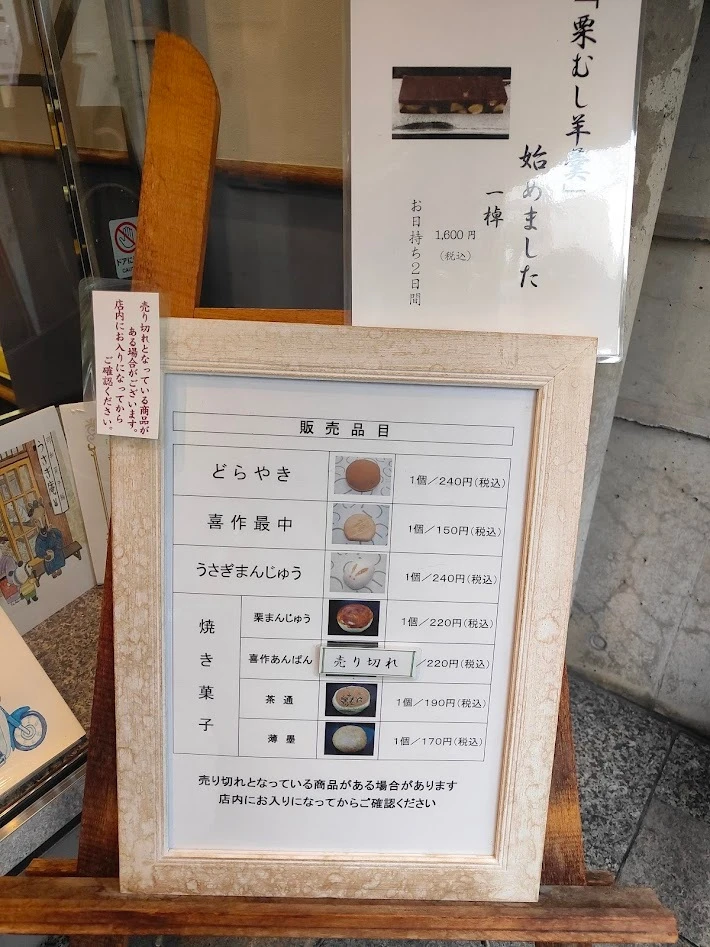 「栗むし羊羹」
始めました
一棹
1,600円
（税込）
お日持ち2日間
売り切れとなっている商品が
ある場合がございます。
店内にお入りになってから
ご確認ください。
販売品目
どらやき 1個／240円（税込）
喜作最中 1個／150円（税込）
うさぎまんじゅう 1個／240円（税込）
焼き菓子
栗まんじゅう 1個／220円（税込）
喜作あんぱん 売り切れ ／220円（税込）
茶通 1個／190円（税込）
薄墨 1個／170円（税込）
売り切れとなっている商品がある場合があります
店内にお入りになってからご確認ください